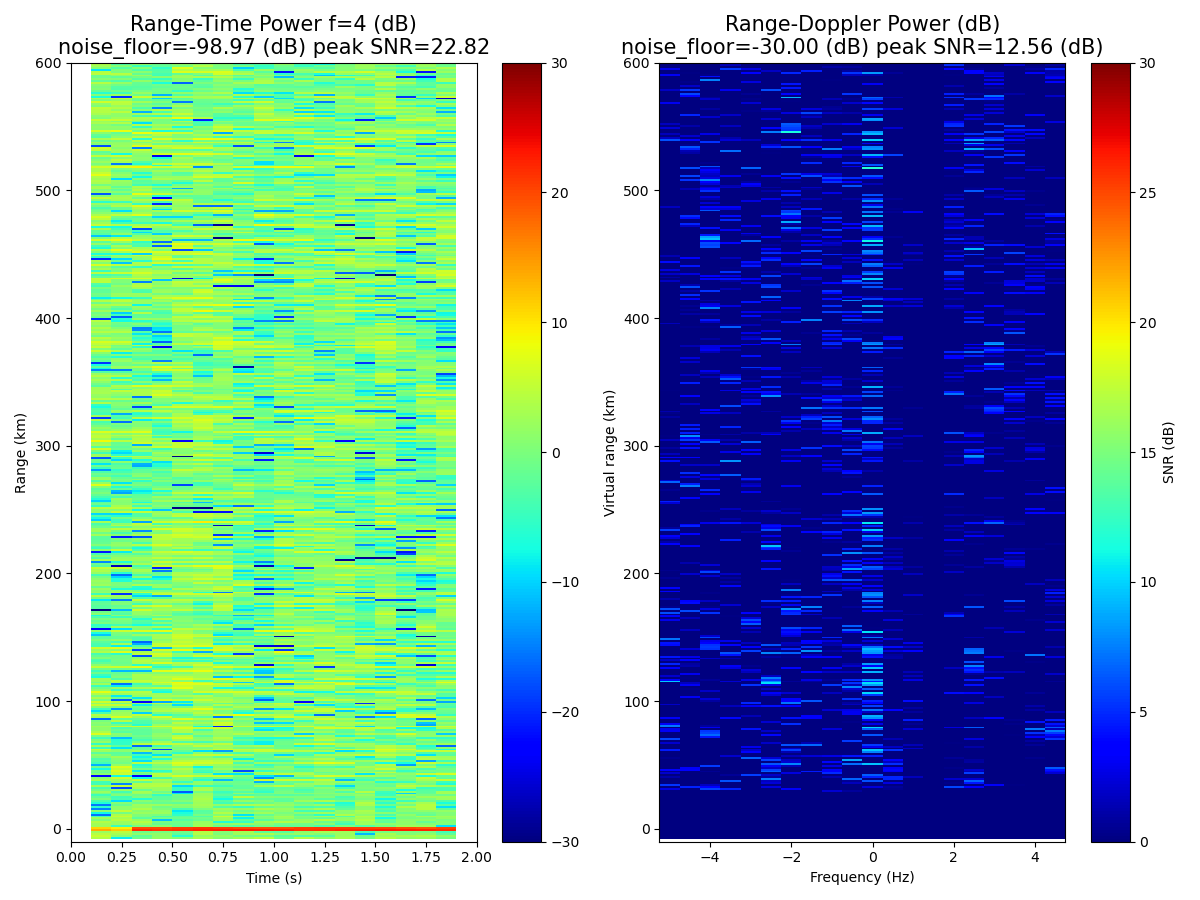 Range-Time Power f=4 (dB)
noise_floor=-98.97 (dB) peak SNR=22.82
Range (km)
600
500
400
300
200
100
0
0.00 0.25 0.50 0.75 1.00 1.25 1.50 1.75 2.00
Time (s)
30
20
10
0
−10
−20
−30
Range-Doppler Power (dB)
noise_floor=-30.00 (dB) peak SNR=12.56 (dB)
Virtual range (km)
600
500
400
300
200
100
0
−4 −2 0 2 4
Frequency (Hz)
30
25
20
15
10
5
0
SNR (dB)